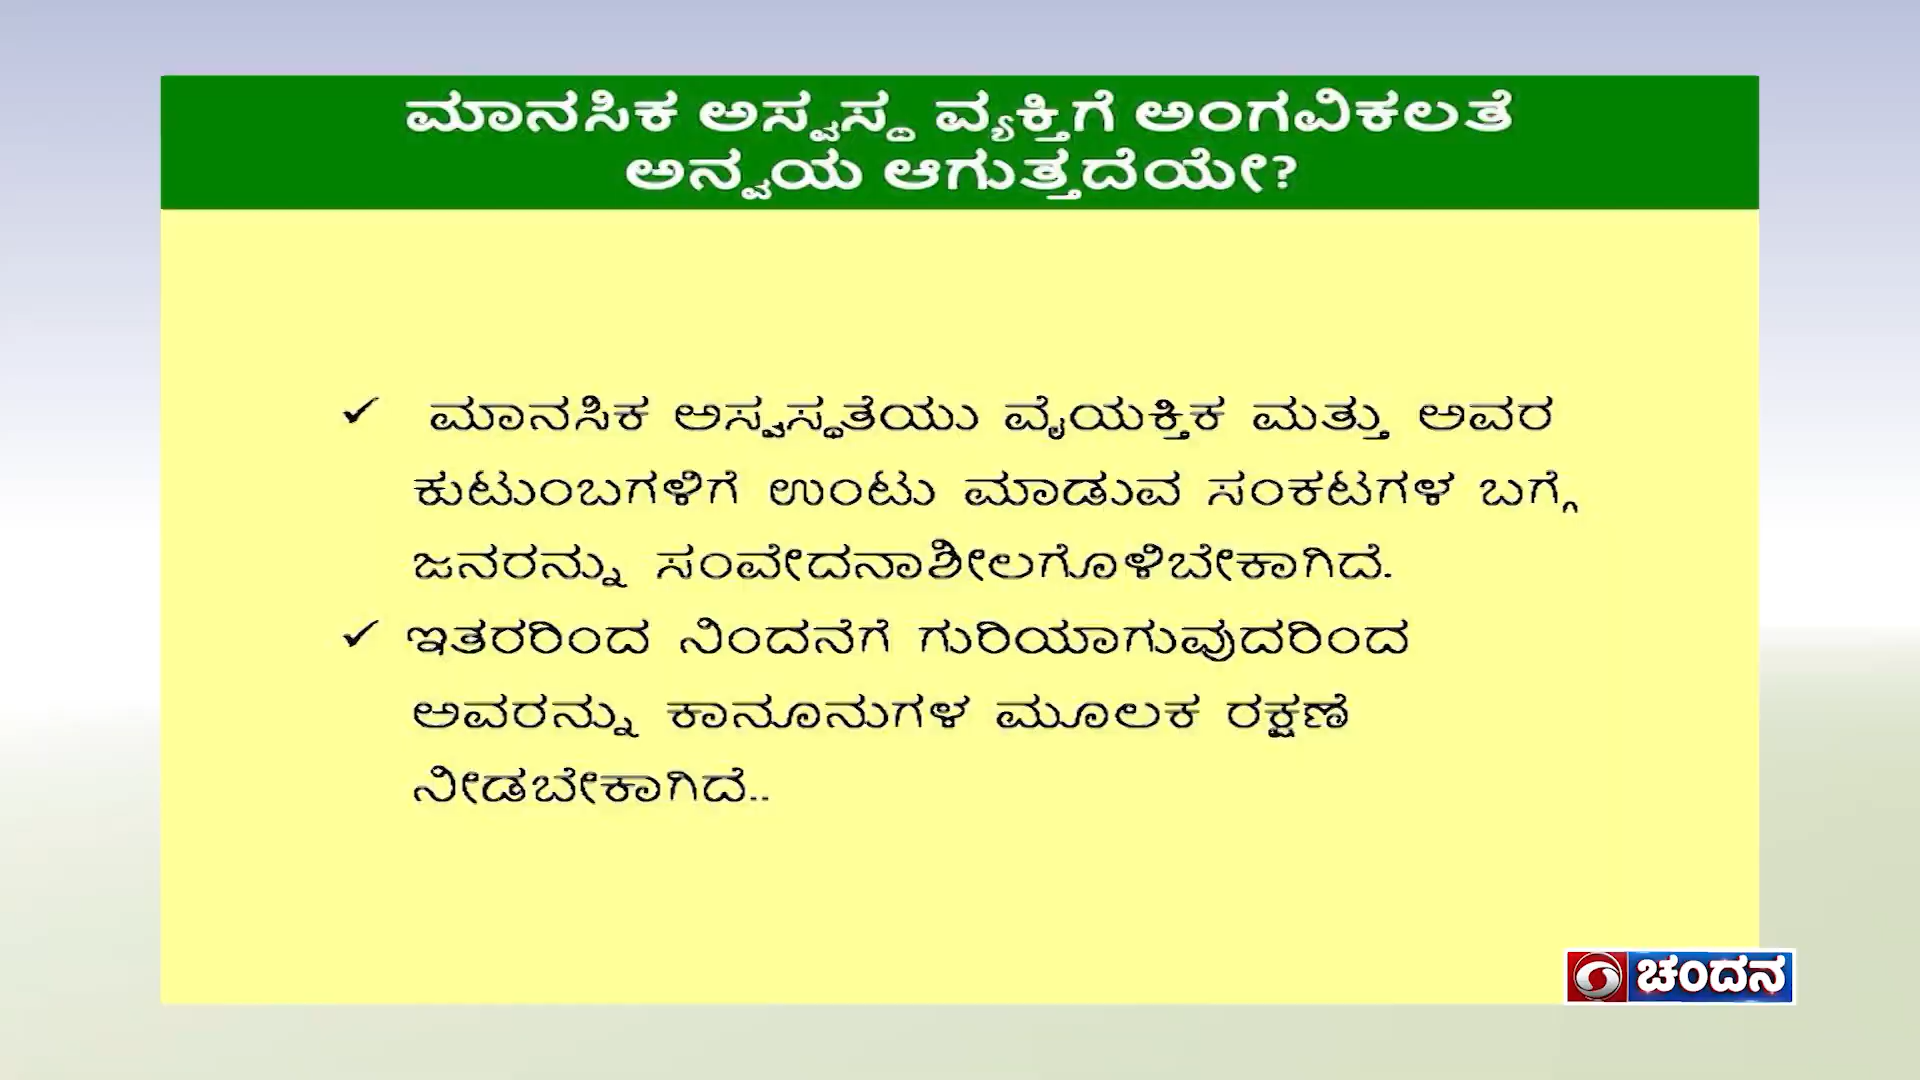 ಮಾನಸಿಕ ಅಸ್ವಸ್ಥ ವ್ಯಕ್ತಿಗೆ ಅಂಗವಿಕಲತೆ
ಅನ್ವಯ ಆಗುತ್ತದೆಯೇ?
✓ ಮಾನಸಿಕ ಅಸ್ವಸ್ಥತೆಯು ವೈಯಕ್ತಿಕ ಮತ್ತು ಅವರ
ಕುಟುಂಬಗಳಿಗೆ ಉಂಟು ಮಾಡುವ ಸಂಕಟಗಳ ಬಗ್ಗೆ
ಜನರನ್ನು ಸಂವೇದನಾಶೀಲಗೊಳಿಬೇಕಾಗಿದೆ.
✓ ಇತರರಿಂದ ನಿಂದನೆಗೆ ಗುರಿಯಾಗುವುದರಿಂದ
ಅವರನ್ನು ಕಾನೂನುಗಳ ಮೂಲಕ ರಕ್ಷಣೆ
ನೀಡಬೇಕಾಗಿದೆ..
ಚಂದನ